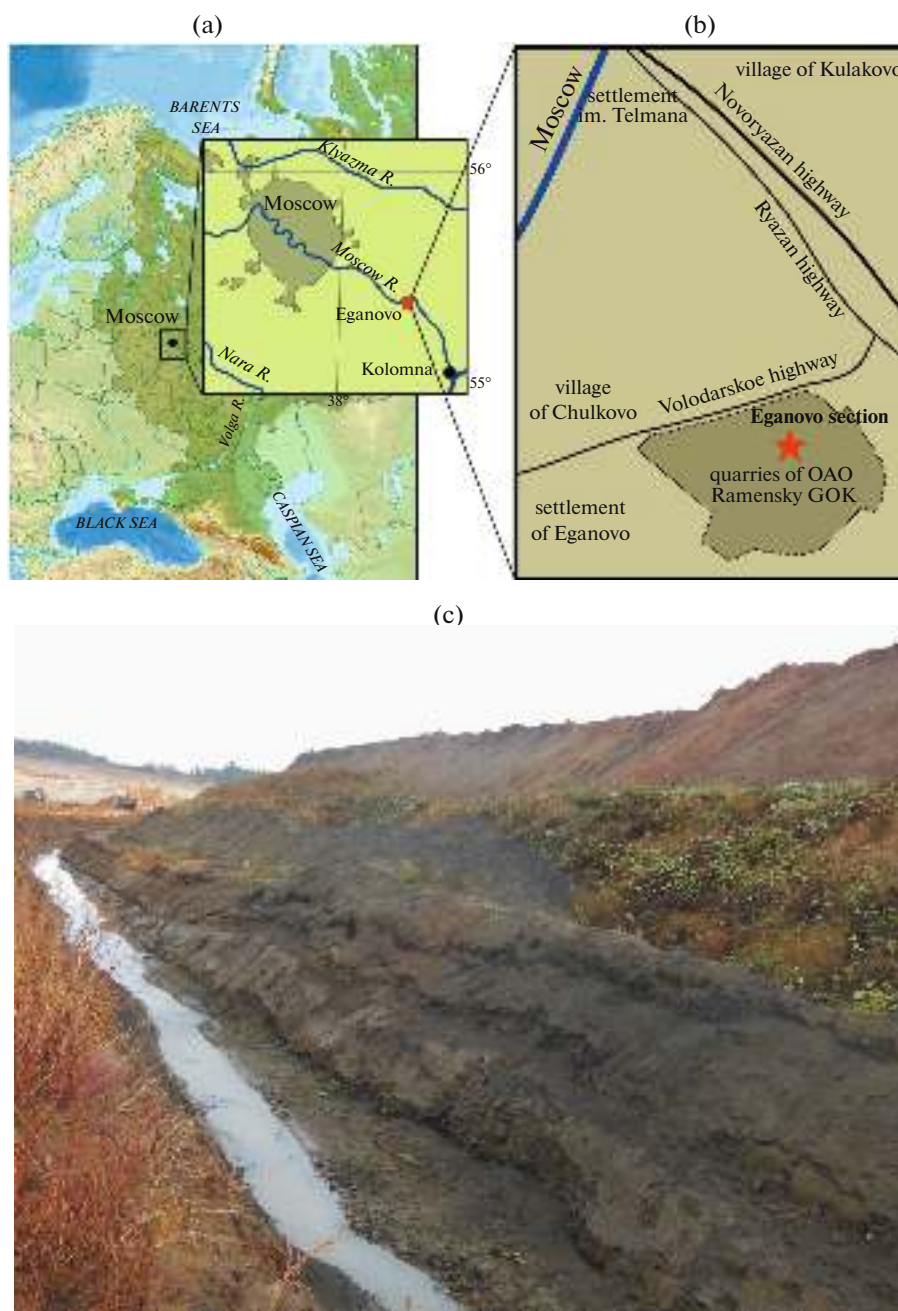 (a)
BARENTS
SEA
Klyazma R.
56°
Moscow
Moscow R.
Eganovo
Moscow
Kolomna
Nara R.
55°
38°
Volga R.
BLACK SEA
CASPIAN SEA
(b)
village of Kulakovo
Moscow
settlement
im. Telmana
Novoryazan highway
Ryazan highway
village
of Chulkovo
Volodarskoe highway
Eganovo section
quarries of OAO
Ramensky GOK
settlement
of Eganovo
(c)